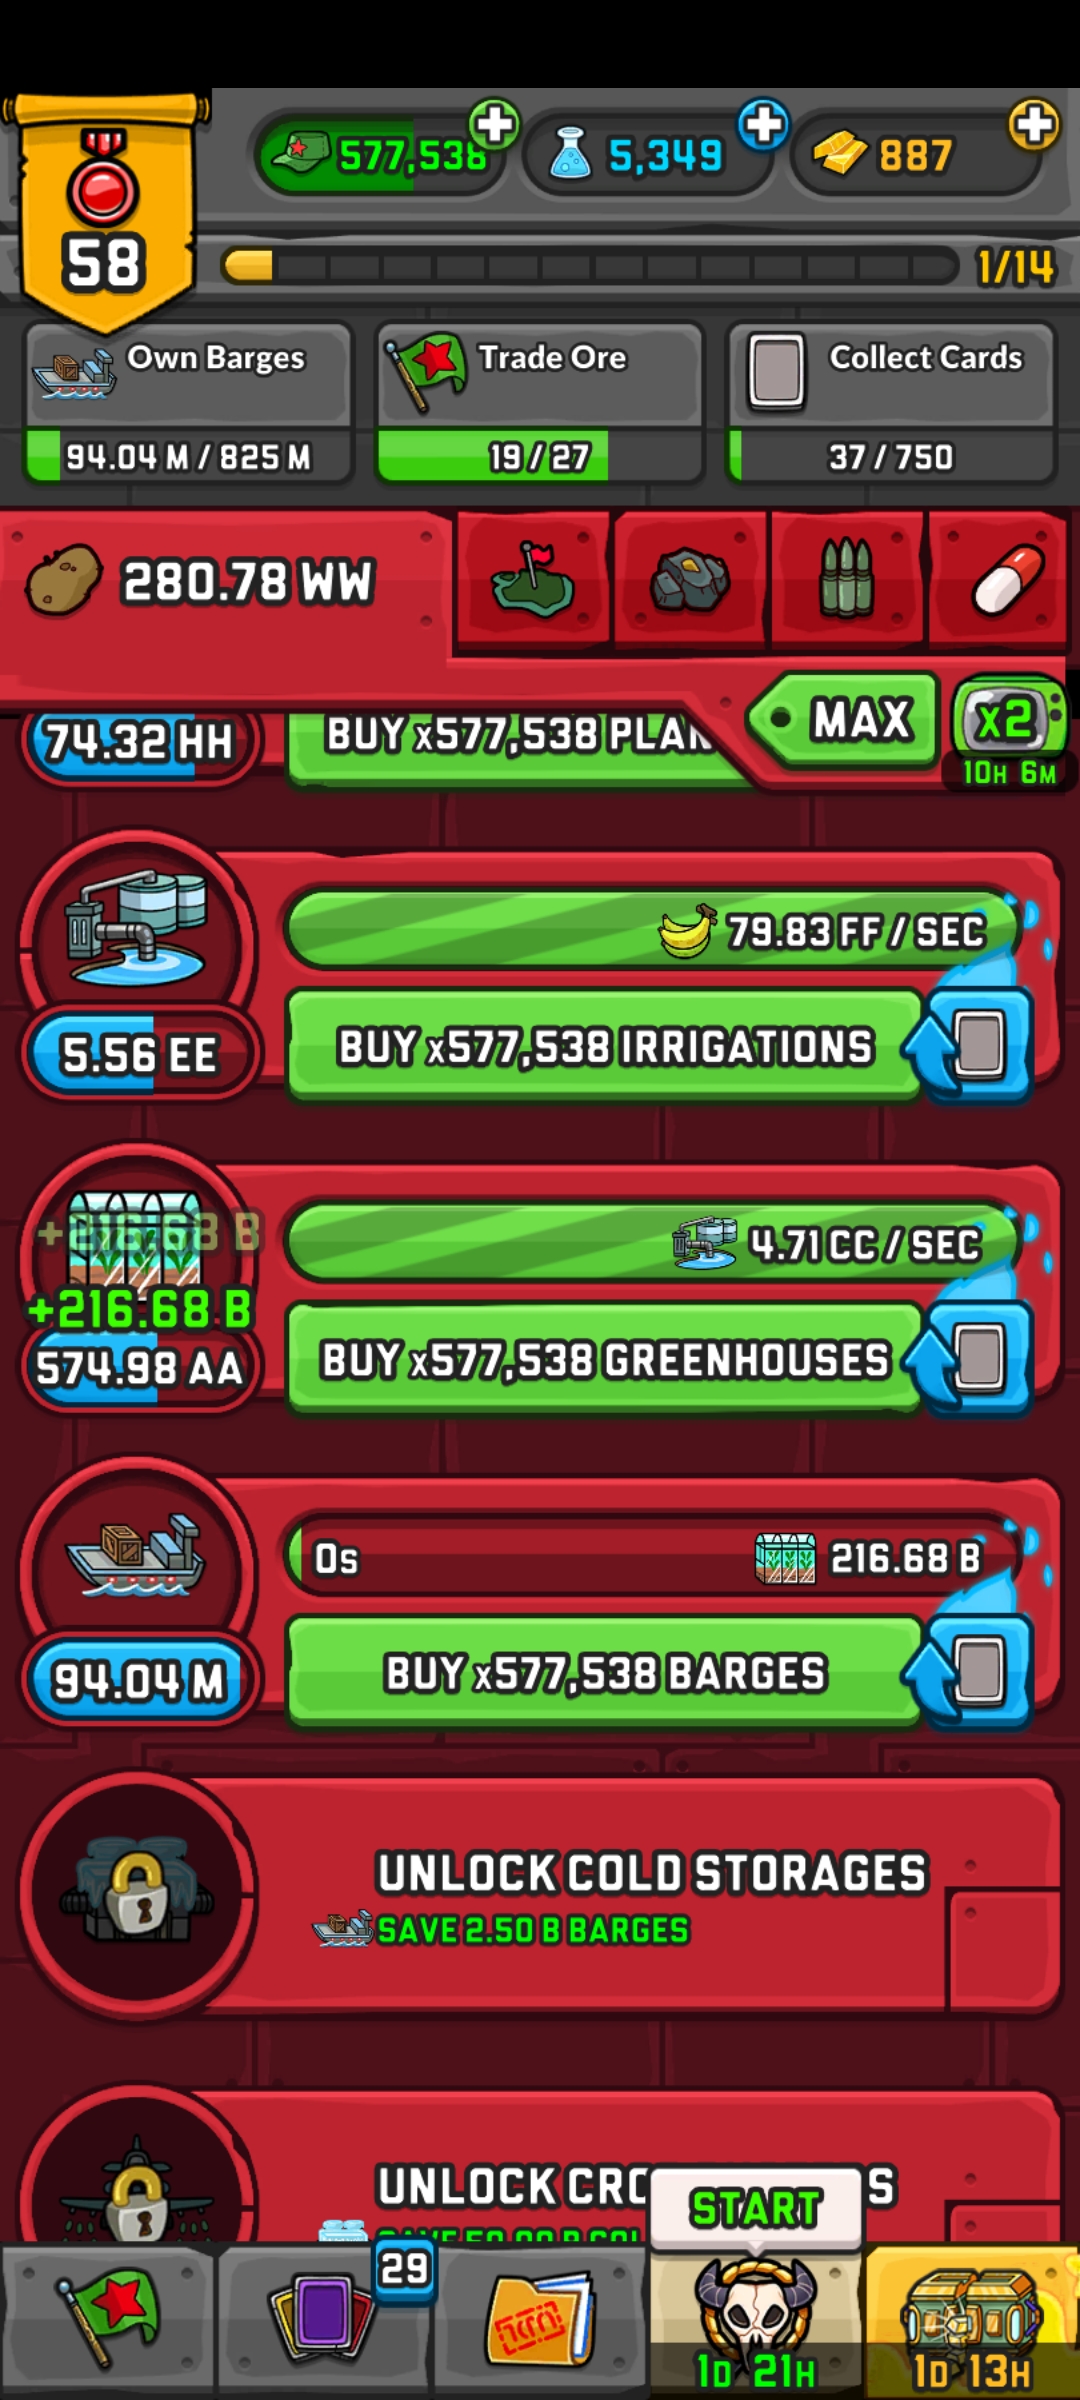 577,538
5,349
887
58
1/14
Own Barges
Trade Ore
Collect Cards
94.04 M / 825 M
19 / 27
37 / 750
280.78 WW
MAX
x2
10H 6M
74.32 HH
BUY x577,538
79.83 FF / SEC
5.56 EE
BUY x577,538 IRRIGATIONS
+216.68 B
4.71 CC / SEC
+216.68 B
574.98 AA
BUY x577,538 GREENHOUSES
0s
216.68 B
94.04 M
BUY x577,538 BARGES
UNLOCK COLD STORAGES
SAVE 2.50 B BARGES
UNLOCK
START
29
1D 21H
1D 13H